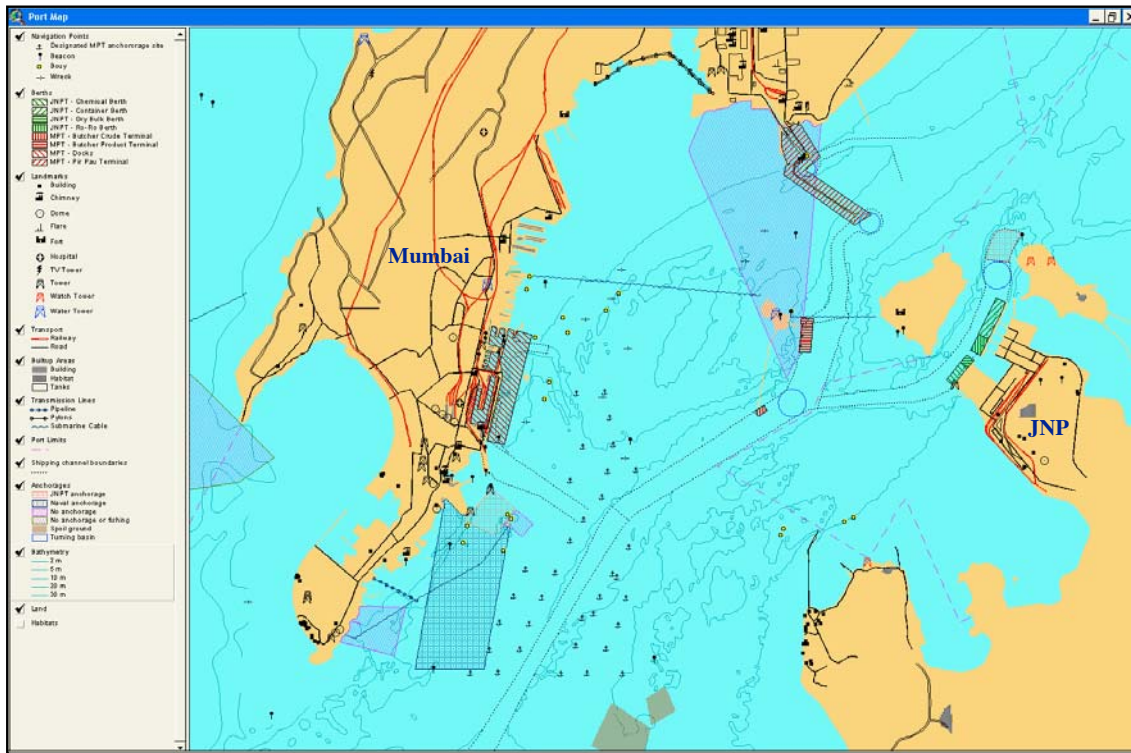 Port Map
Navigation Points
Designated MPT anchorsrage site
Beacon
Bouy
Wreck
Berths
JNPT - Chemical Berth
JNPT - Container Berth
JNPT - Dry Bulk Berth
JNPT - Ro-Ro Berth
MPT - Butcher Crude Terminal
MPT - Butcher Product Terminal
MPT - Docks
MPT - Pir Pau Terminal
Landmarks
Building
Chimney
Dome
Flare
Fort
Hospital
TV Tower
Tower
Watch Tower
Water Tower
Transport
Railway
Road
Builtup Areas
Building
Habitat
Tanks
Transmission Lines
Pipeline
Pylons
Submarine Cable
Port Limits
Shipping channel boundaries
Anchorages
JNPT anchorage
Naval anchorage
No anchorage
No anchorage or fishing
Spoil ground
Turning basin
Bathymetry
2 m
5 m
10 m
20 m
30 m
Land
Habitats
Mumbai
JNP